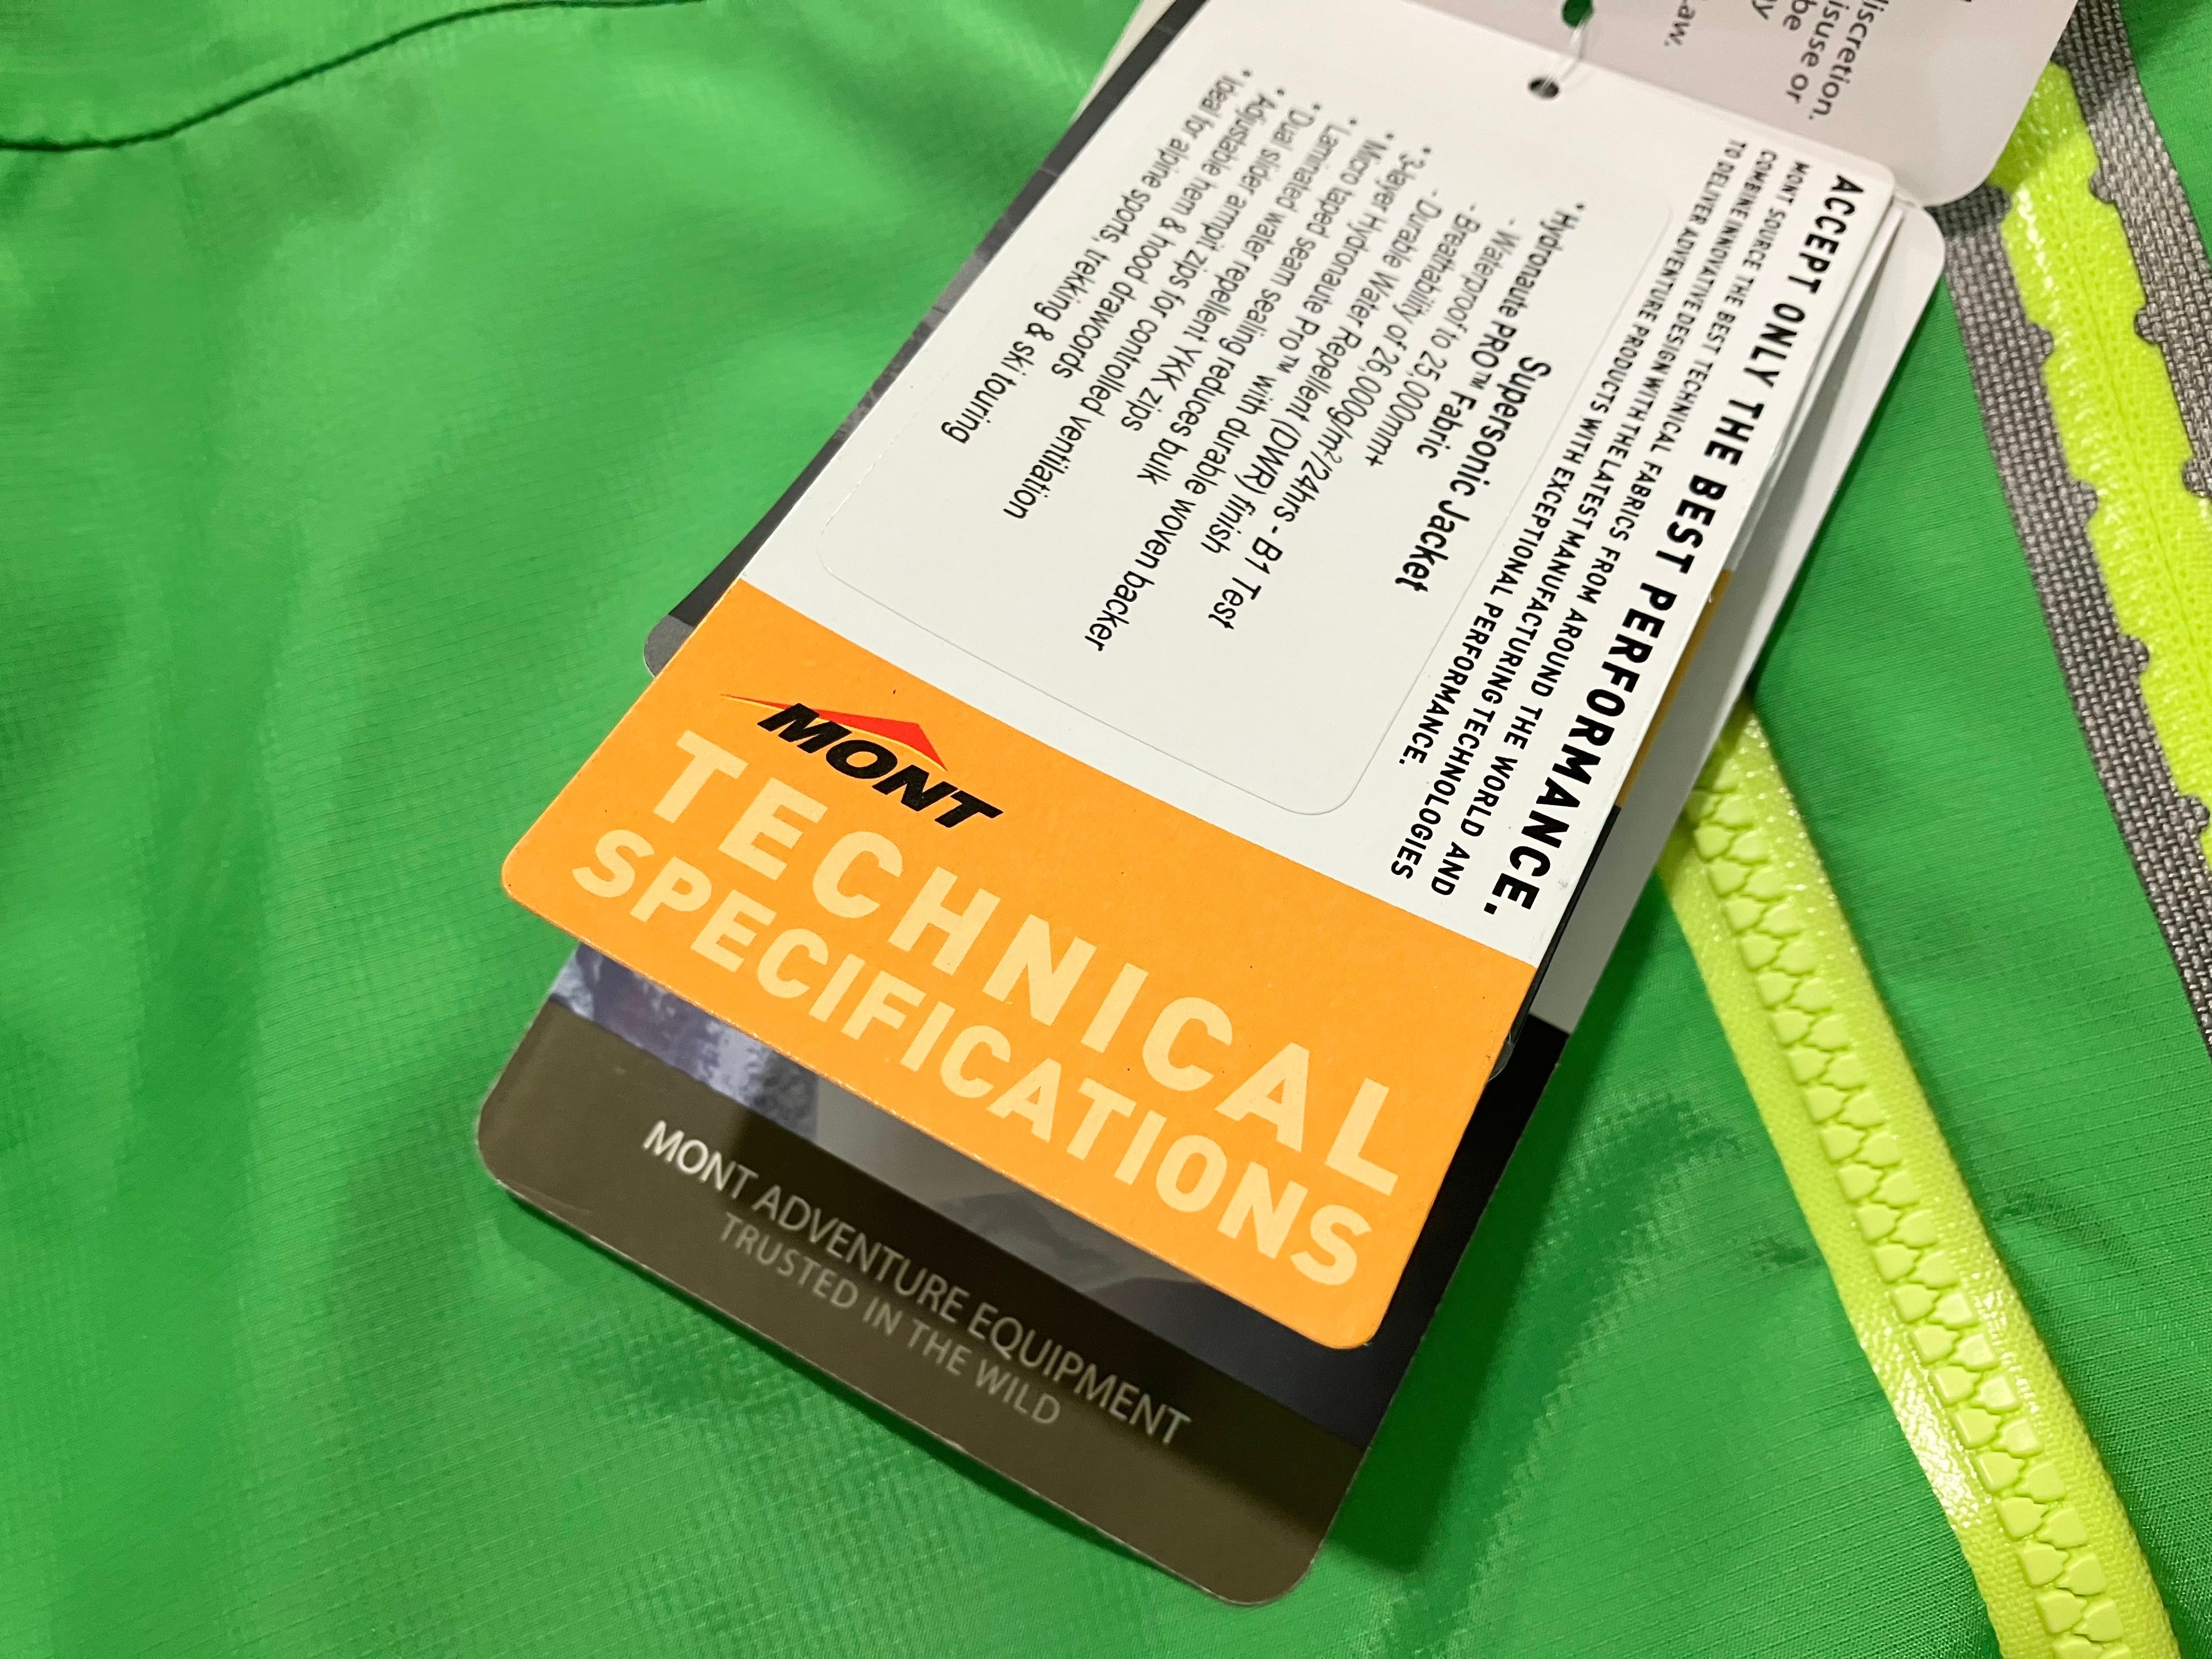 discretion.
isuse or
be
Law.
ACCEPT ONLY THE BEST PERFORMANCE.
MONT SOURCE THE BEST TECHNICAL FABRICS FROM AROUND THE WORLD AND
COMBINE INNOVATIVE DESIGN WITH THE LATEST MANUFACTURING TECHNOLOGIES
TO DELIVER ADVENTURE PRODUCTS WITH EXCEPTIONAL PERFORMANCE.
Supersonic Jacket
* Hydronaute PRO™ Fabric
- Waterproof to 25,000mm+
- Breathability of 26,000g/m²/24hrs - B1 Test
- Durable Water Repellent (DWR) finish
* 3-layer Hydronaute Pro™ with durable woven backer
* Micro taped seam sealing reduces bulk
* Laminated water repellent YKK zips
* Dual slider armpit zips for controlled ventilation
* Adjustable hem & hood drawcords
* Ideal for alpine sports, trekking & ski touring
MONT
TECHNICAL
SPECIFICATIONS
MONT ADVENTURE EQUIPMENT
TRUSTED IN THE WILD